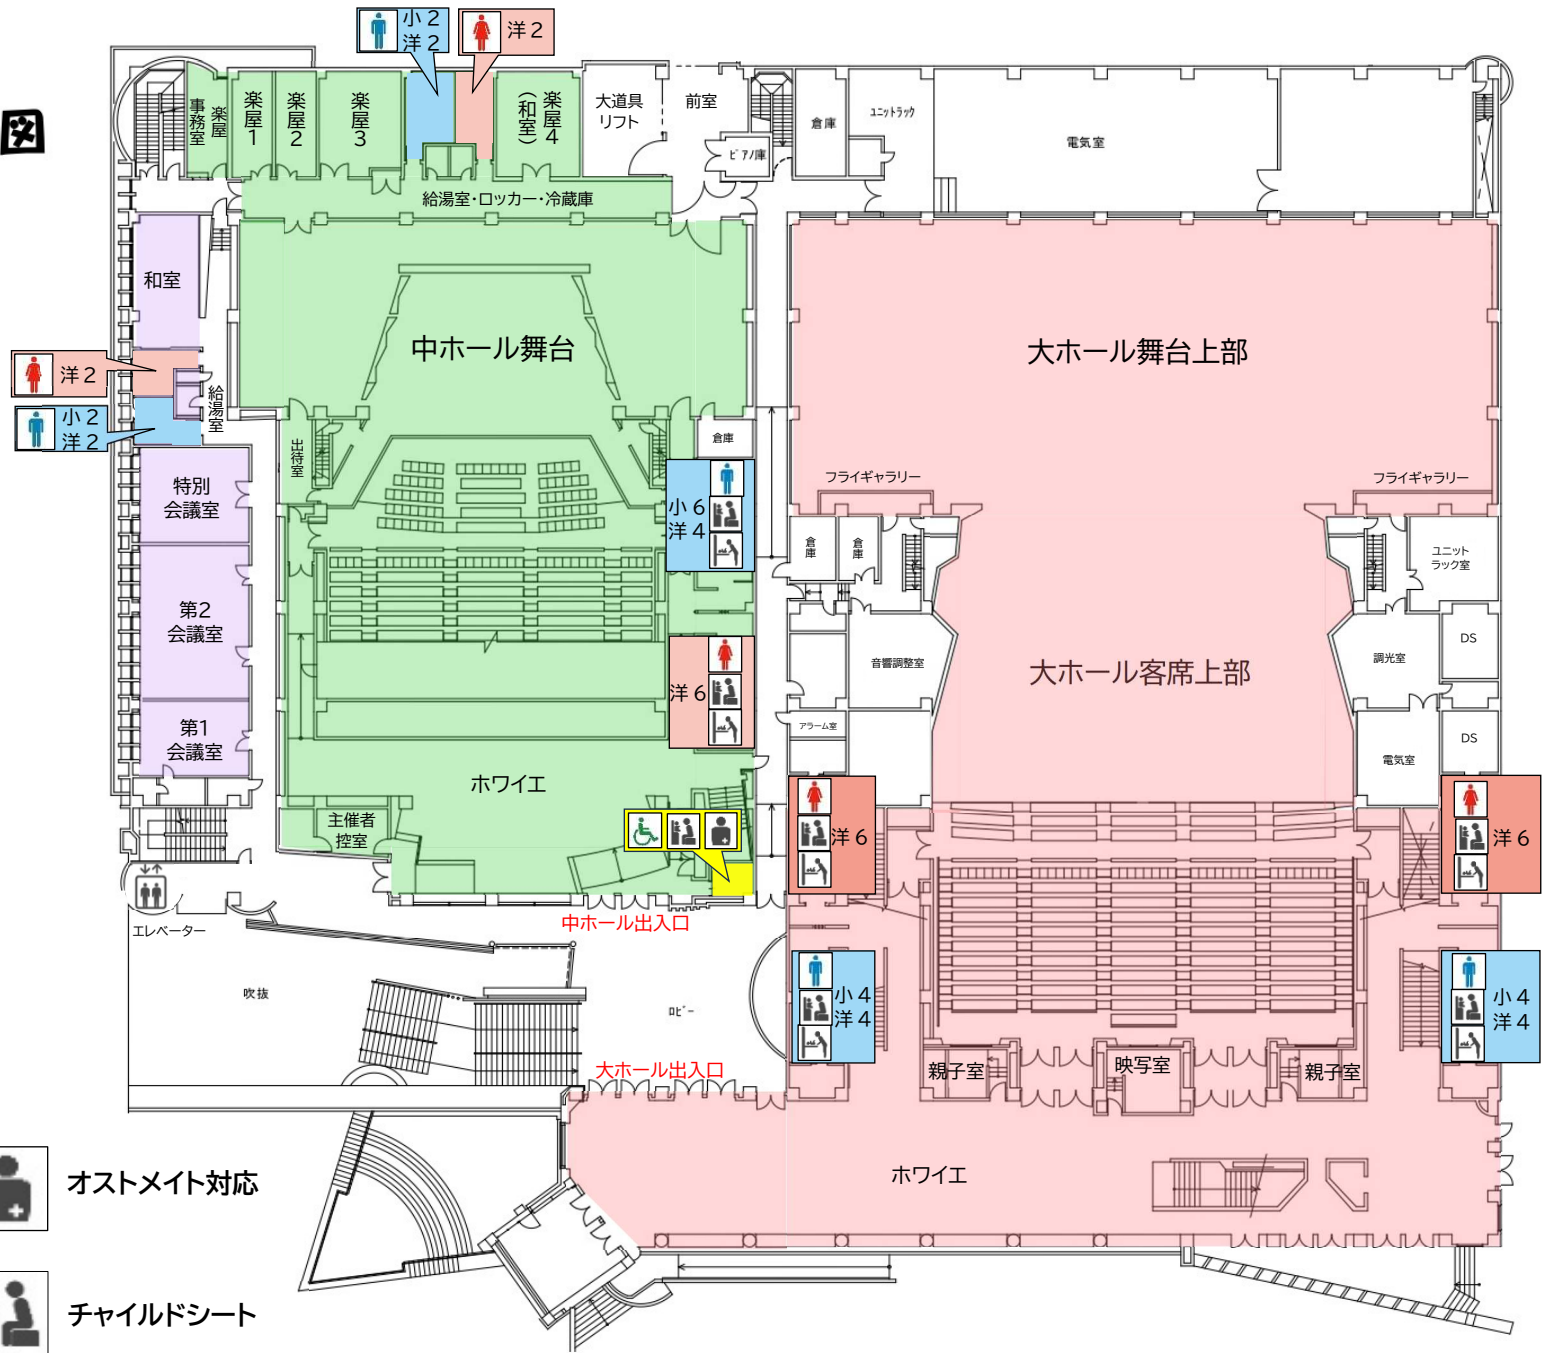 小2
洋2
洋2
図
事務室
楽屋
楽屋1
楽屋2
楽屋3
楽屋4
(和室)
大道具
リフト
前室
ピアノ庫
倉庫
ユニットラック
電気室
給湯室・ロッカー・冷蔵庫
和室
中ホール舞台
大ホール舞台上部
洋2
小2
洋2
給湯室
出待室
倉庫
フライギャラリー
フライギャラリー
特別
会議室
小6
洋4
倉庫
倉庫
ユニット
ラック室
第2
会議室
洋6
音響調整室
大ホール客席上部
調光室
DS
第1
会議室
アラーム室
電気室
DS
ホワイエ
主催者
控室
洋6
洋6
エレベーター
中ホール出入口
吹抜
ロビー
小4
洋4
小4
洋4
大ホール出入口
親子室
映写室
親子室
ホワイエ
オストメイト対応
チャイルドシート